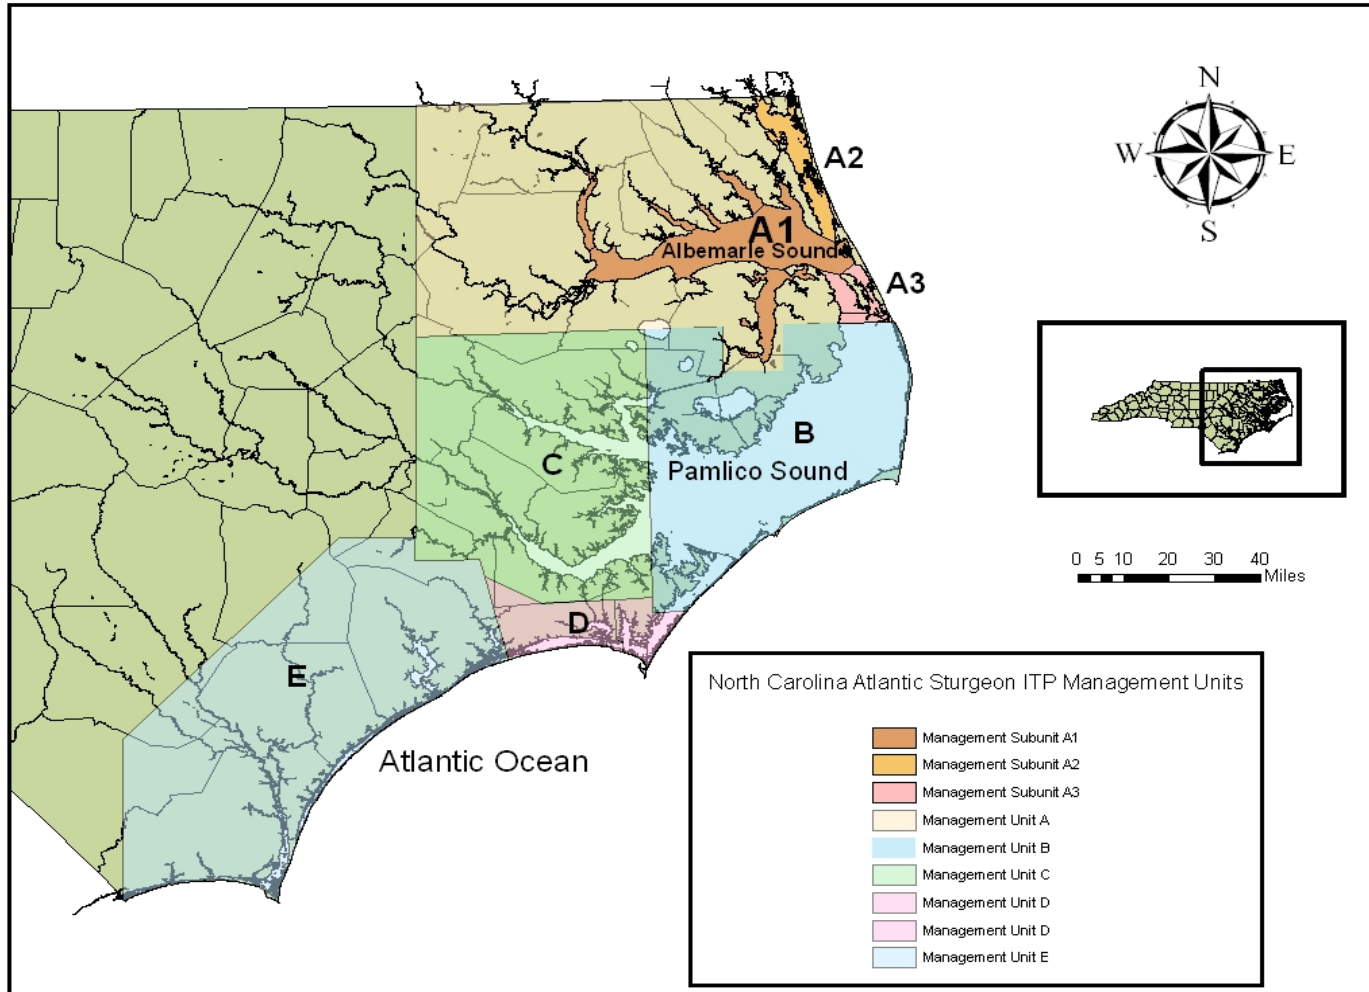 N
W E
S
A2
A1
Albemarle Sound
A3
B
C
Pamlico Sound
0 5 10 20 30 40
Miles
D
E
Atlantic Ocean
North Carolina Atlantic Sturgeon ITP Management Units
Management Subunit A1
Management Subunit A2
Management Subunit A3
Management Unit A
Management Unit B
Management Unit C
Management Unit D
Management Unit D
Management Unit E